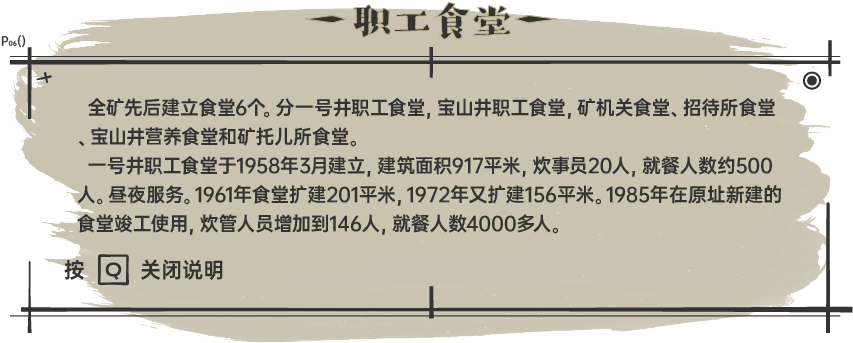 职工食堂
P06()
全矿先后建立食堂6个。分一号井职工食堂，宝山井职工食堂，矿机关食堂、招待所食堂
、宝山井营养食堂和矿托儿所食堂。
一号井职工食堂于1958年3月建立，建筑面积917平米，炊事员20人，就餐人数约500
人。昼夜服务。1961年食堂扩建201平米，1972年又扩建156平米。1985年在原址新建的
食堂竣工使用，炊管人员增加到146人，就餐人数4000多人。
按 Q 关闭说明